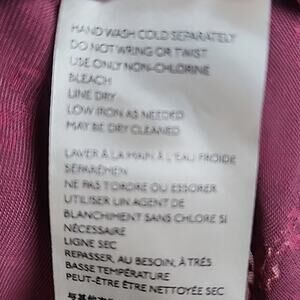 HAND WASH COLD SEPARATELY
DO NOT WRING OR TWIST
USE ONLY NON-CHLORINE
BLEACH
LINE DRY
LOW IRON AS NEEDED
MAY BE DRY CLEANED
LAVER À LA MAIN À L'EAU FROIDE
SÉPARÉMEN
NE PAS TORDRE OU ESSORER
UTILISER UN AGENT DE
BLANCHIMENT SANS CHLORE SI
NÉCESSAIRE
LIGNE SEC
REPASSER, AU BESOIN, À TRÈS
BASSE TEMPÉRATURE
PEUT-ÊTRE ÊTRE NETTOYÉE SEC